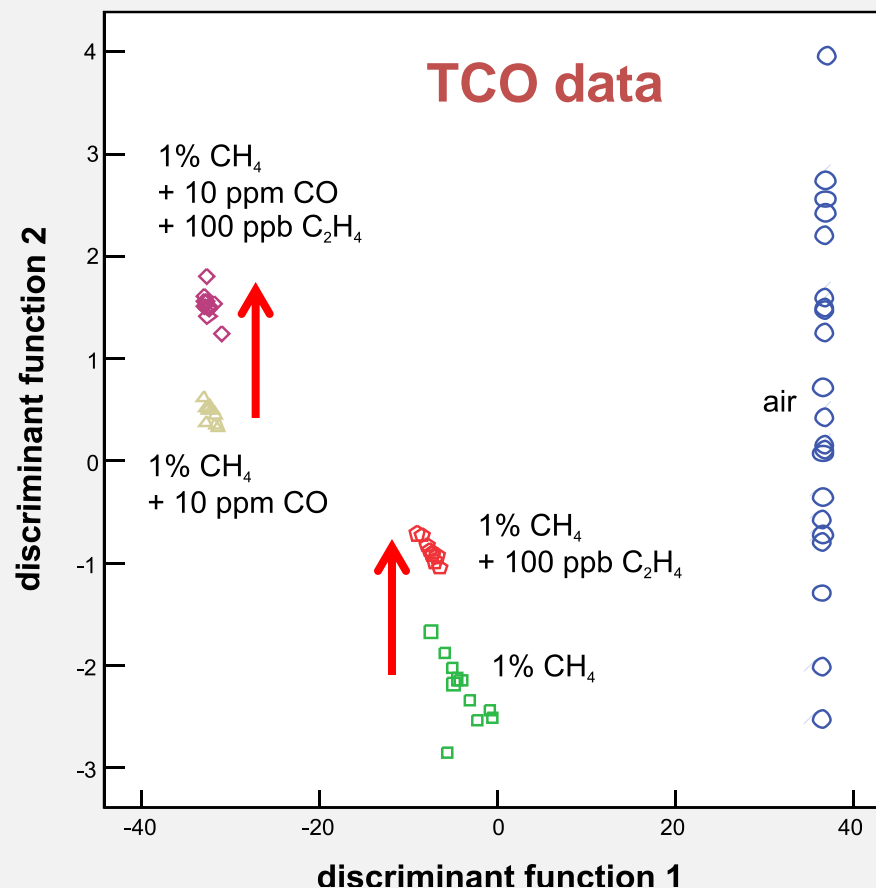 TCO data
1% CH₄
+ 10 ppm CO
+ 100 ppb C₂H₄
air
1% CH₄
+ 10 ppm CO
1% CH₄
+ 100 ppb C₂H₄
1% CH₄
discriminant function 2
4
3
2
1
0
-1
-2
-3
-40
-20
0
20
40
discriminant function 1